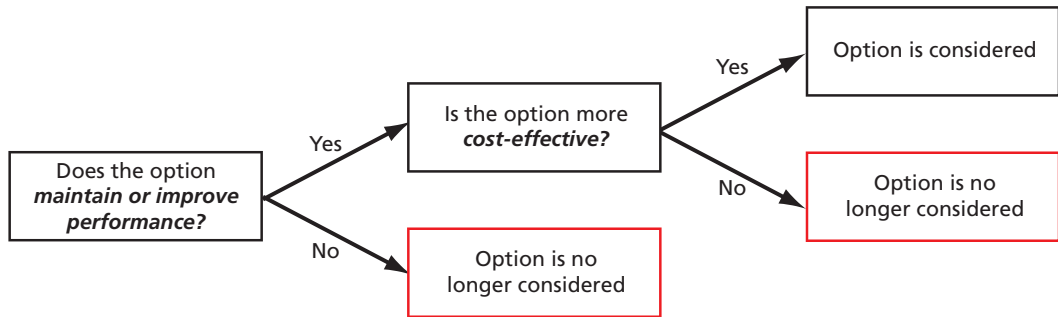 Does the option
maintain or improve
performance?
Yes
No
Is the option more
cost-effective?
Option is no
longer considered
Yes
No
Option is considered
Option is no
longer considered